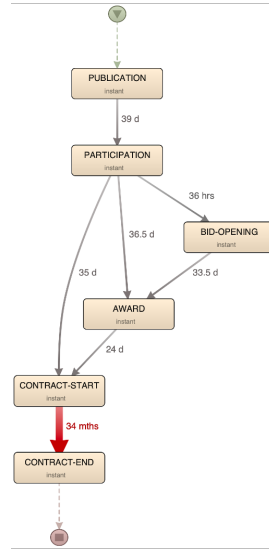 PUBLICATION
instant
39 d
PARTICIPATION
instant
36 hrs
36.5 d
BID-OPENING
instant
35 d
33.5 d
AWARD
instant
24 d
CONTRACT-START
instant
34 mths
CONTRACT-END
instant